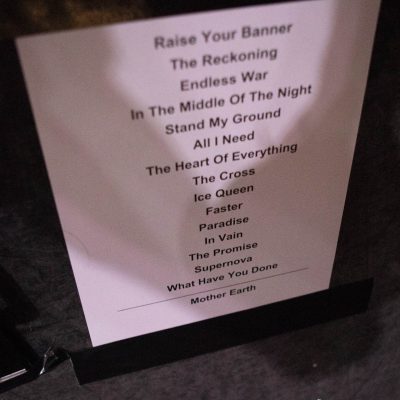 Raise Your Banner
The Reckoning
Endless War
In The Middle Of The Night
Stand My Ground
All I Need
The Heart Of Everything
The Cross
Ice Queen
Faster
Paradise
In Vain
The Promise
Supernova
What Have You Done
Mother Earth